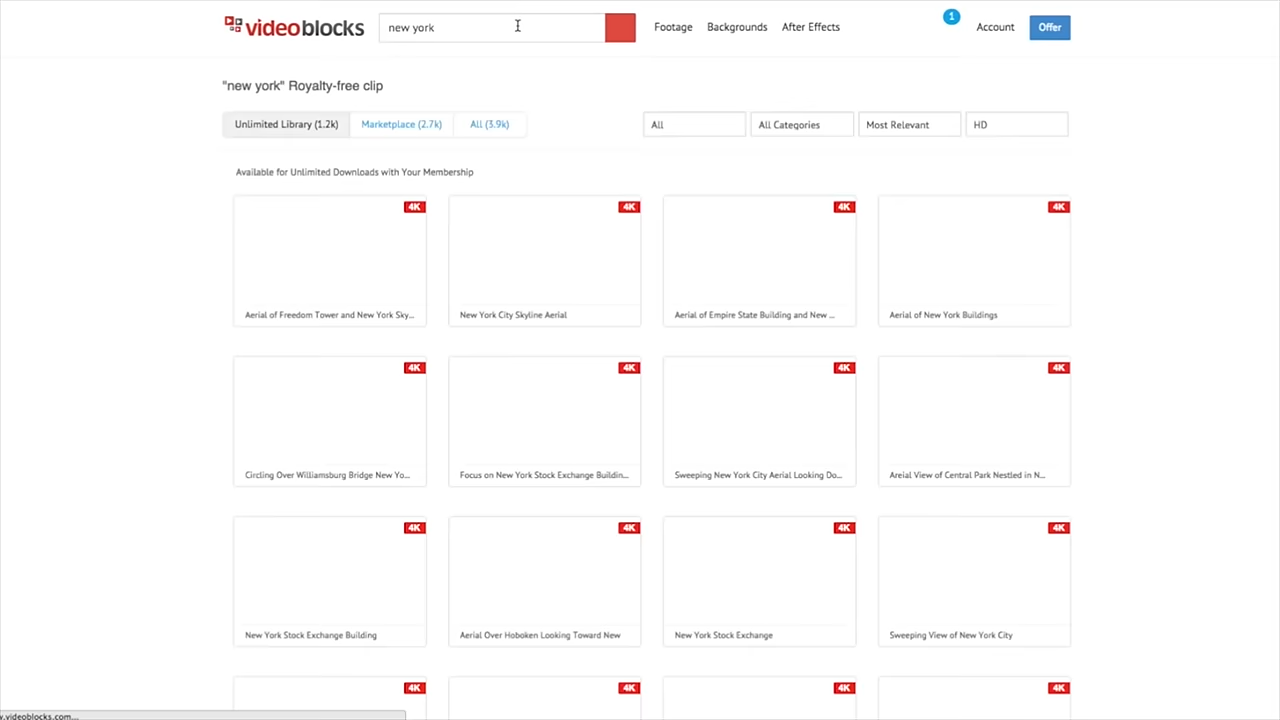 videoblocks
new york
Footage
Backgrounds
After Effects
1
Account
Offer
"new york" Royalty-free clip
Unlimited Library (1.2k)
Marketplace (2.7k)
All (3.9k)
All
All Categories
Most Relevant
HD
Available for Unlimited Downloads with Your Membership
4K
4K
4K
4K
Aerial of Freedom Tower and New York Sky...
New York City Skyline Aerial
Aerial of Empire State Building and New ...
Aerial of New York Buildings
4K
4K
4K
4K
Circling Over Williamsburg Bridge New Yo...
Focus on New York Stock Exchange Buildin...
Sweeping New York City Aerial Looking Do...
Areial View of Central Park Nestled in N...
4K
4K
4K
4K
New York Stock Exchange Building
Aerial Over Hoboken Looking Toward New
New York Stock Exchange
Sweeping View of New York City
4K
4K
4K
4K
w.videoblocks.com...